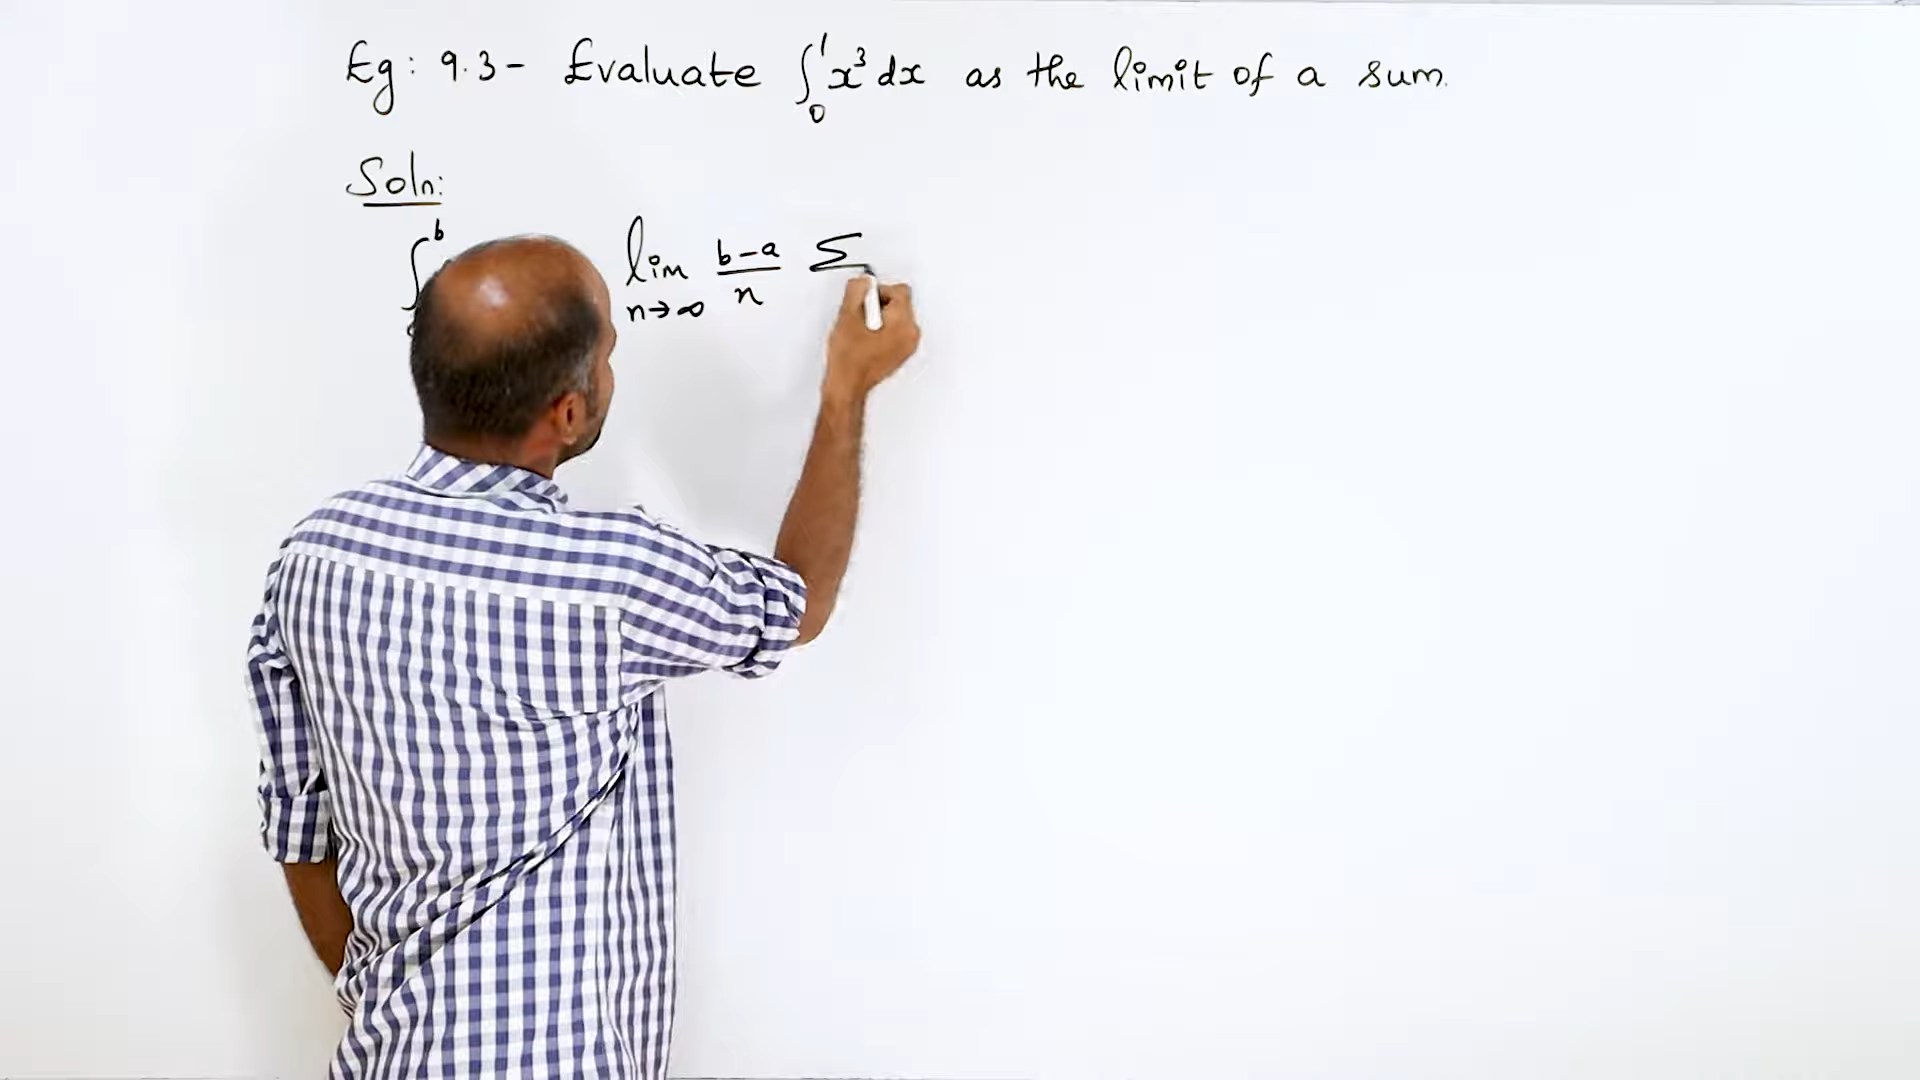 Eg: 9.3 - Evaluate ∫₀¹ x³ dx as the limit of a sum.
Soln:
∫ᵇ lim n→∞ (b-a)/n Σ